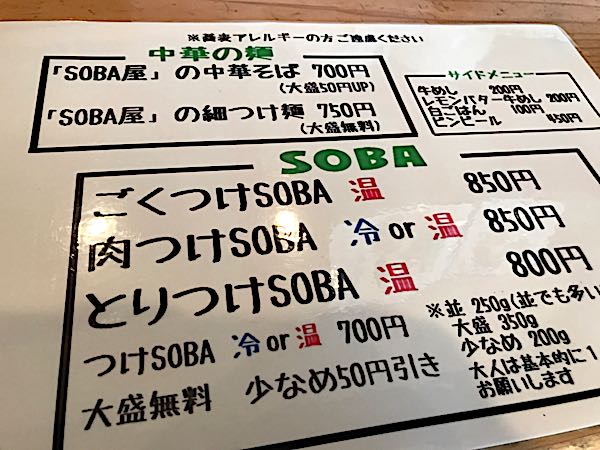 ※蕎麦アレルギーの方ご遠慮ください
中華の麺
「SOBA屋」の中華そば 700円
(大盛50円UP)
「SOBA屋」の細つけ麺 750円
(大盛無料)
サイドメニュー
牛めし 200円
レモンバター牛めし 200円
白ごはん 100円
ビンビール 450円
SOBA
ごくつけSOBA 温 850円
肉つけSOBA 冷 or 温 850円
とりつけSOBA 温 800円
つけSOBA 冷 or 温 700円
大盛無料 少なめ50円引き
※並 250g(並でも多い
大盛 350g
少なめ 200g
大人は基本的に1
お願いします